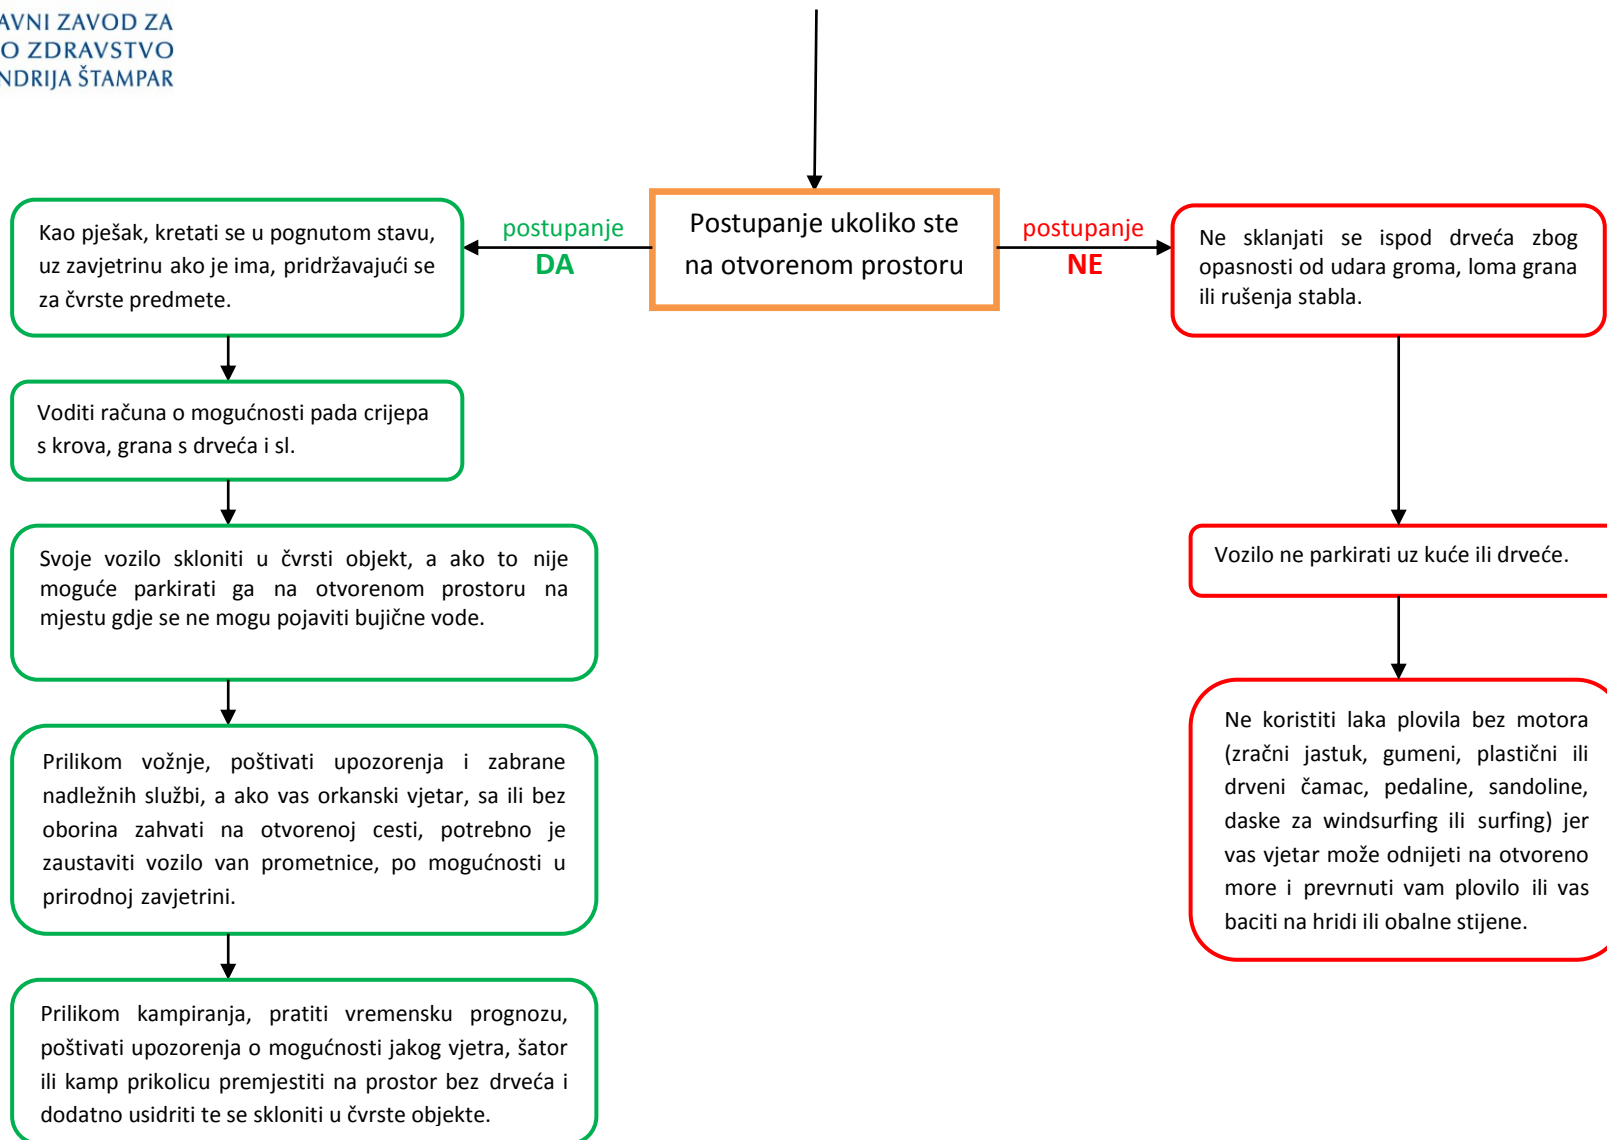 AVNI ZAVOD ZA
O ZDRAVSTVO
NDRIJA ŠTAMPAR
Postupanje ukoliko ste
na otvorenom prostoru
postupanje
DA
Kao pješak, kretati se u pognutom stavu,
uz zavjetrinu ako je ima, pridržavajući se
za čvrste predmete.
Voditi računa o mogućnosti pada crijepa
s krova, grana s drveća i sl.
Svoje vozilo skloniti u čvrsti objekt, a ako to nije
moguće parkirati ga na otvorenom prostoru na
mjestu gdje se ne mogu pojaviti bujične vode.
Prilikom vožnje, poštivati upozorenja i zabrane
nadležnih službi, a ako vas orkanski vjetar, sa ili bez
oborina zahvati na otvorenoj cesti, potrebno je
zaustaviti vozilo van prometnice, po mogućnosti u
prirodnoj zavjetrini.
Prilikom kampiranja, pratiti vremensku prognozu,
poštivati upozorenja o mogućnosti jakog vjetra, šator
ili kamp prikolicu premjestiti na prostor bez drveća i
dodatno usidriti te se skloniti u čvrste objekte.
postupanje
NE
Ne sklanjati se ispod drveća zbog
opasnosti od udara groma, loma grana
ili rušenja stabla.
Vozilo ne parkirati uz kuće ili drveće.
Ne koristiti laka plovila bez motora
(zračni jastuk, gumeni, plastični ili
drveni čamac, pedaline, sandoline,
daske za windsurfing ili surfing) jer
vas vjetar može odnijeti na otvoreno
more i prevrnuti vam plovilo ili vas
baciti na hridi ili obalne stijene.